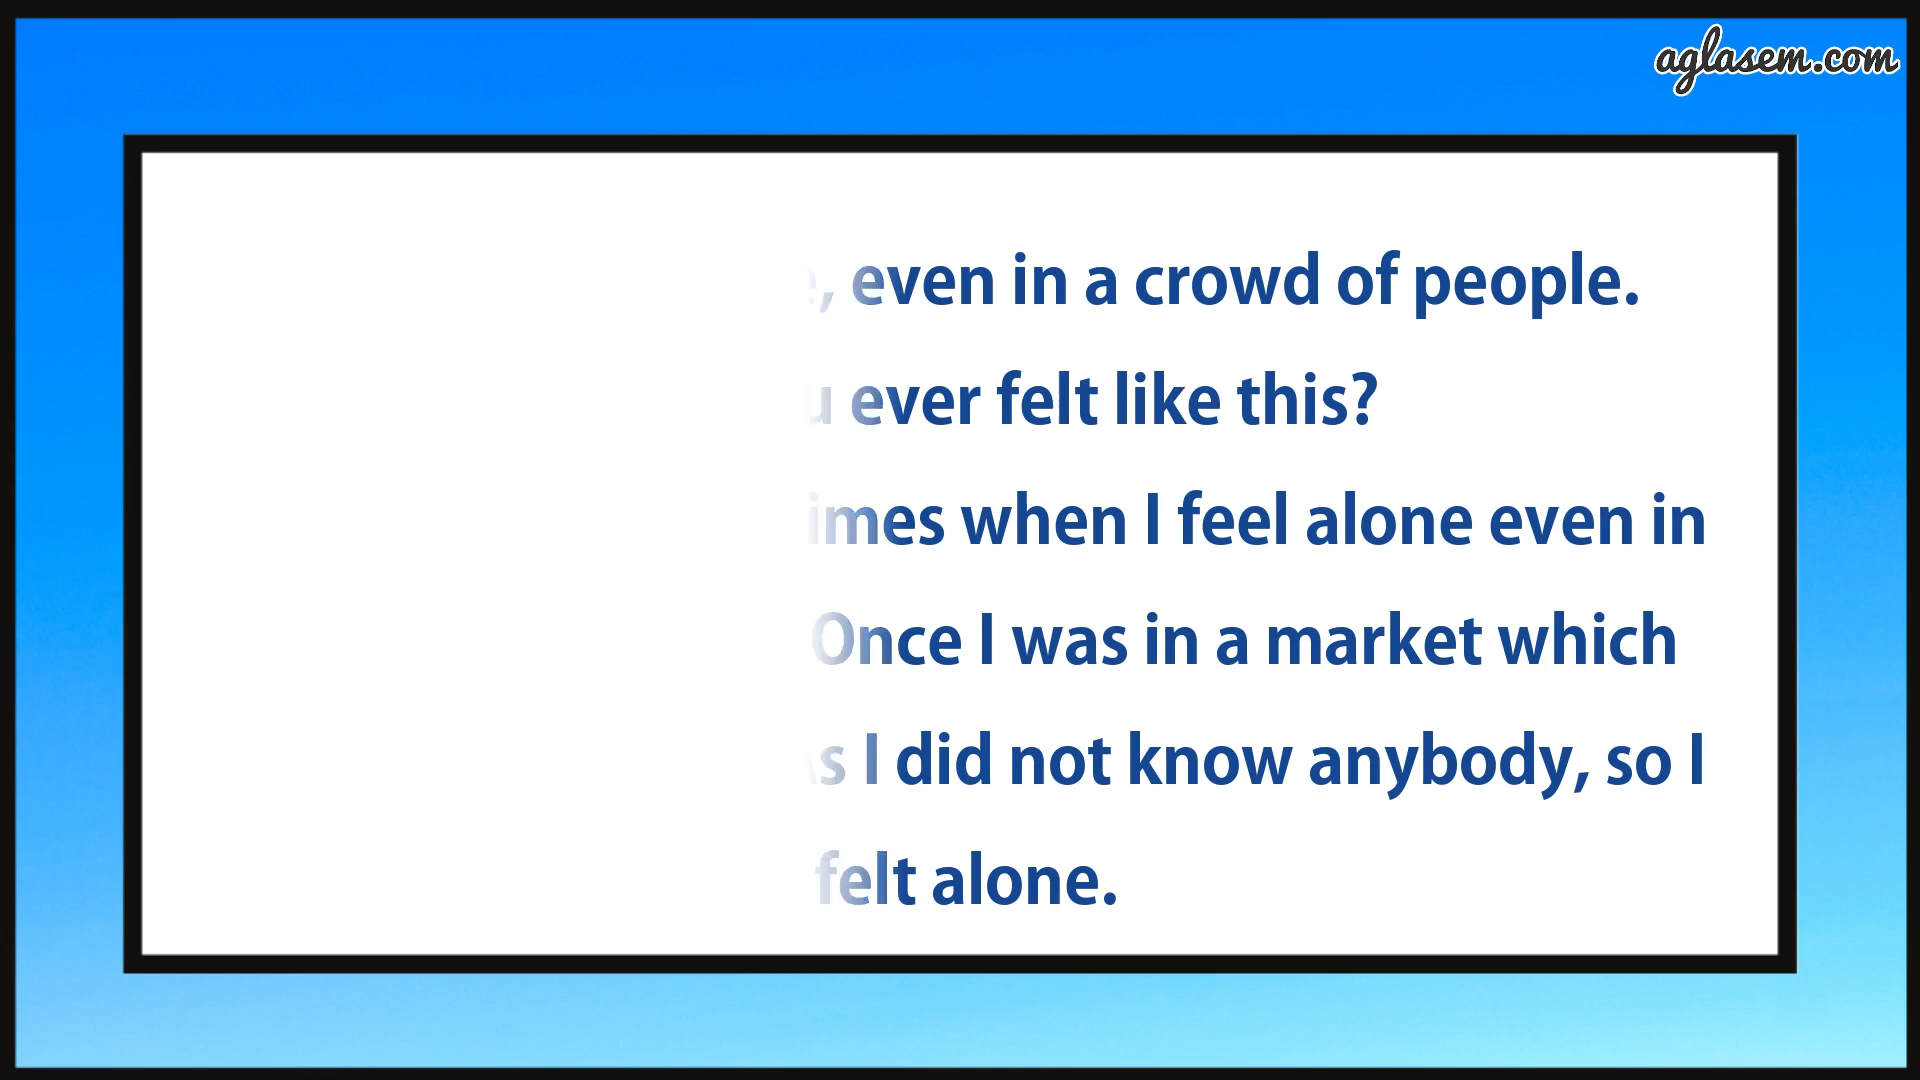 aglasem.com
even in a crowd of people.
ever felt like this?
when I feel alone even in
Once I was in a market which
I did not know anybody, so I
felt alone.